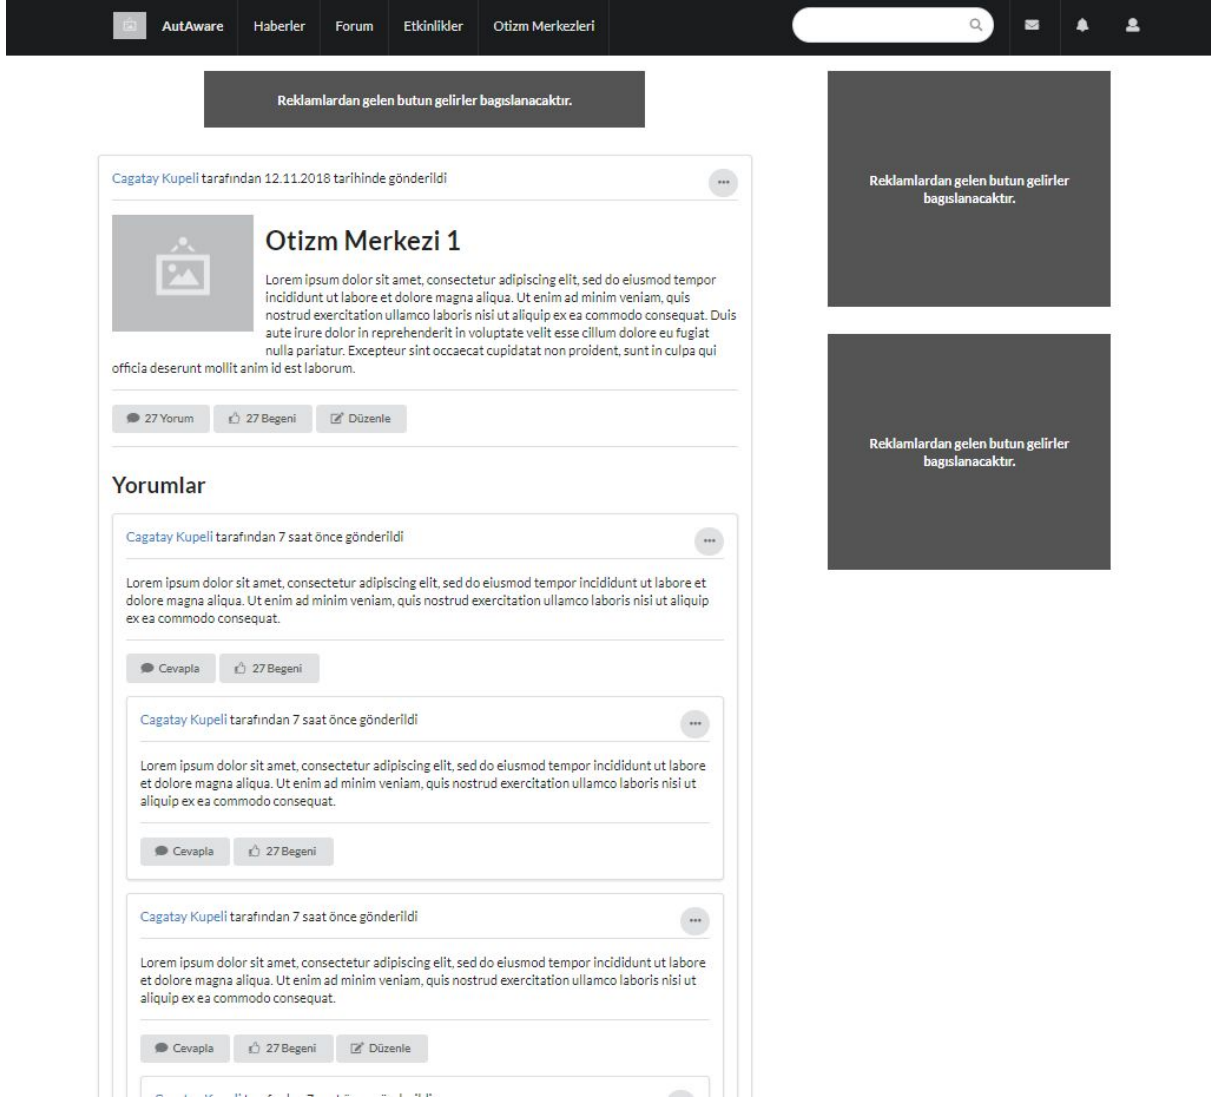 AutAware Haberler Forum Etkinlikler Otizm Merkezleri
Reklamlardan gelen butun gelirler bagıslanacaktır.
Cagatay Kupeli tarafından 12.11.2018 tarihinde gönderildi
Otizm Merkezi 1
Lorem ipsum dolor sit amet, consectetur adipiscing elit, sed do eiusmod tempor
incididunt ut labore et dolore magna aliqua. Ut enim ad minim veniam, quis
nostrud exercitation ullamco laboris nisi ut aliquip ex ea commodo consequat. Duis
aute irure dolor in reprehenderit in voluptate velit esse cillum dolore eu fugiat
nulla pariatur. Excepteur sint occaecat cupidatat non proident, sunt in culpa qui
officia deserunt mollit anim id est laborum.
27 Yorum 27 Begeni Düzenle
Yorumlar
Cagatay Kupeli tarafından 7 saat önce gönderildi
Lorem ipsum dolor sit amet, consectetur adipiscing elit, sed do eiusmod tempor incididunt ut labore et
dolore magna aliqua. Ut enim ad minim veniam, quis nostrud exercitation ullamco laboris nisi ut aliquip
ex ea commodo consequat.
Cevapla 27 Begeni
Cagatay Kupeli tarafından 7 saat önce gönderildi
Lorem ipsum dolor sit amet, consectetur adipiscing elit, sed do eiusmod tempor incididunt ut labore
et dolore magna aliqua. Ut enim ad minim veniam, quis nostrud exercitation ullamco laboris nisi ut
aliquip ex ea commodo consequat.
Cevapla 27 Begeni
Cagatay Kupeli tarafından 7 saat önce gönderildi
Lorem ipsum dolor sit amet, consectetur adipiscing elit, sed do eiusmod tempor incididunt ut labore
et dolore magna aliqua. Ut enim ad minim veniam, quis nostrud exercitation ullamco laboris nisi ut
aliquip ex ea commodo consequat.
Cevapla 27 Begeni Düzenle
Reklamlardan gelen butun gelirler
bagıslanacaktır.
Reklamlardan gelen butun gelirler
bagıslanacaktır.